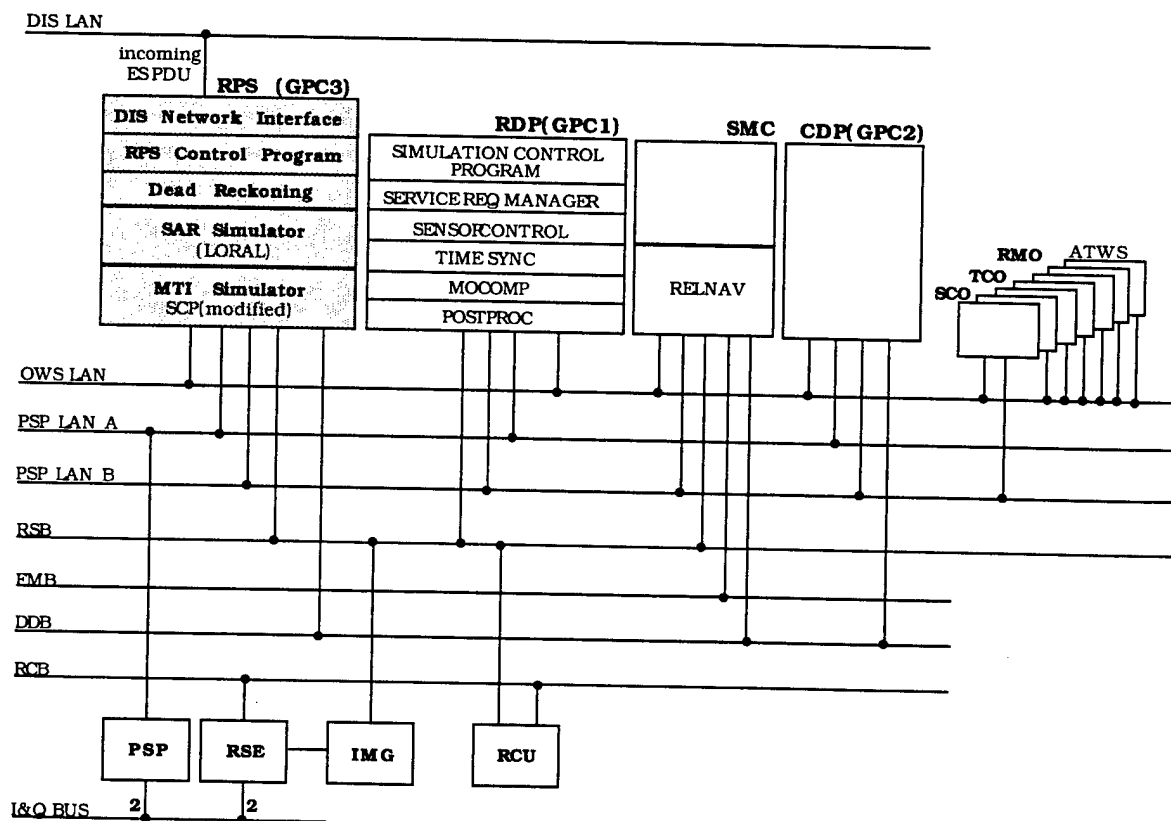 DIS LAN
incoming
ESPDU
RPS (GPC3)
DIS Network Interface
RPS Control Program
Dead Reckoning
SAR Simulator
(LORAL)
MTI Simulator
SCP(modified)
RDP(GPC1)
SIMULATION CONTROL
PROGRAM
SERVICE REQ MANAGER
SENSORCONTROL
TIME SYNC
MOCOMP
POSTPROC
SMC
RELNAV
CDP(GPC2)
RMO
ATWS
TCO
SCO
OWS LAN
PSP LAN A
PSP LAN B
RSB
EMB
DDB
RCB
PSP
RSE
IMG
RCU
2
2
I&Q BUS